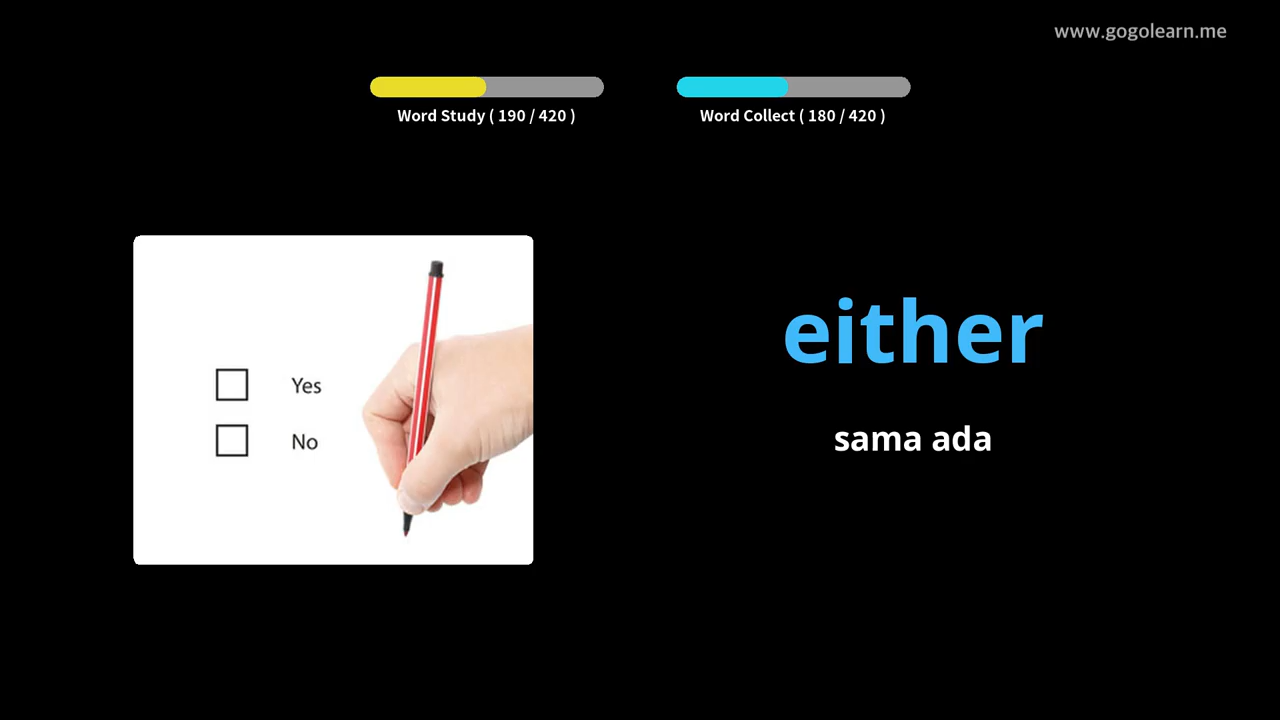 www.gogolearn.me
Word Study ( 190 / 420 )
Word Collect ( 180 / 420 )
Yes
No
either
sama ada